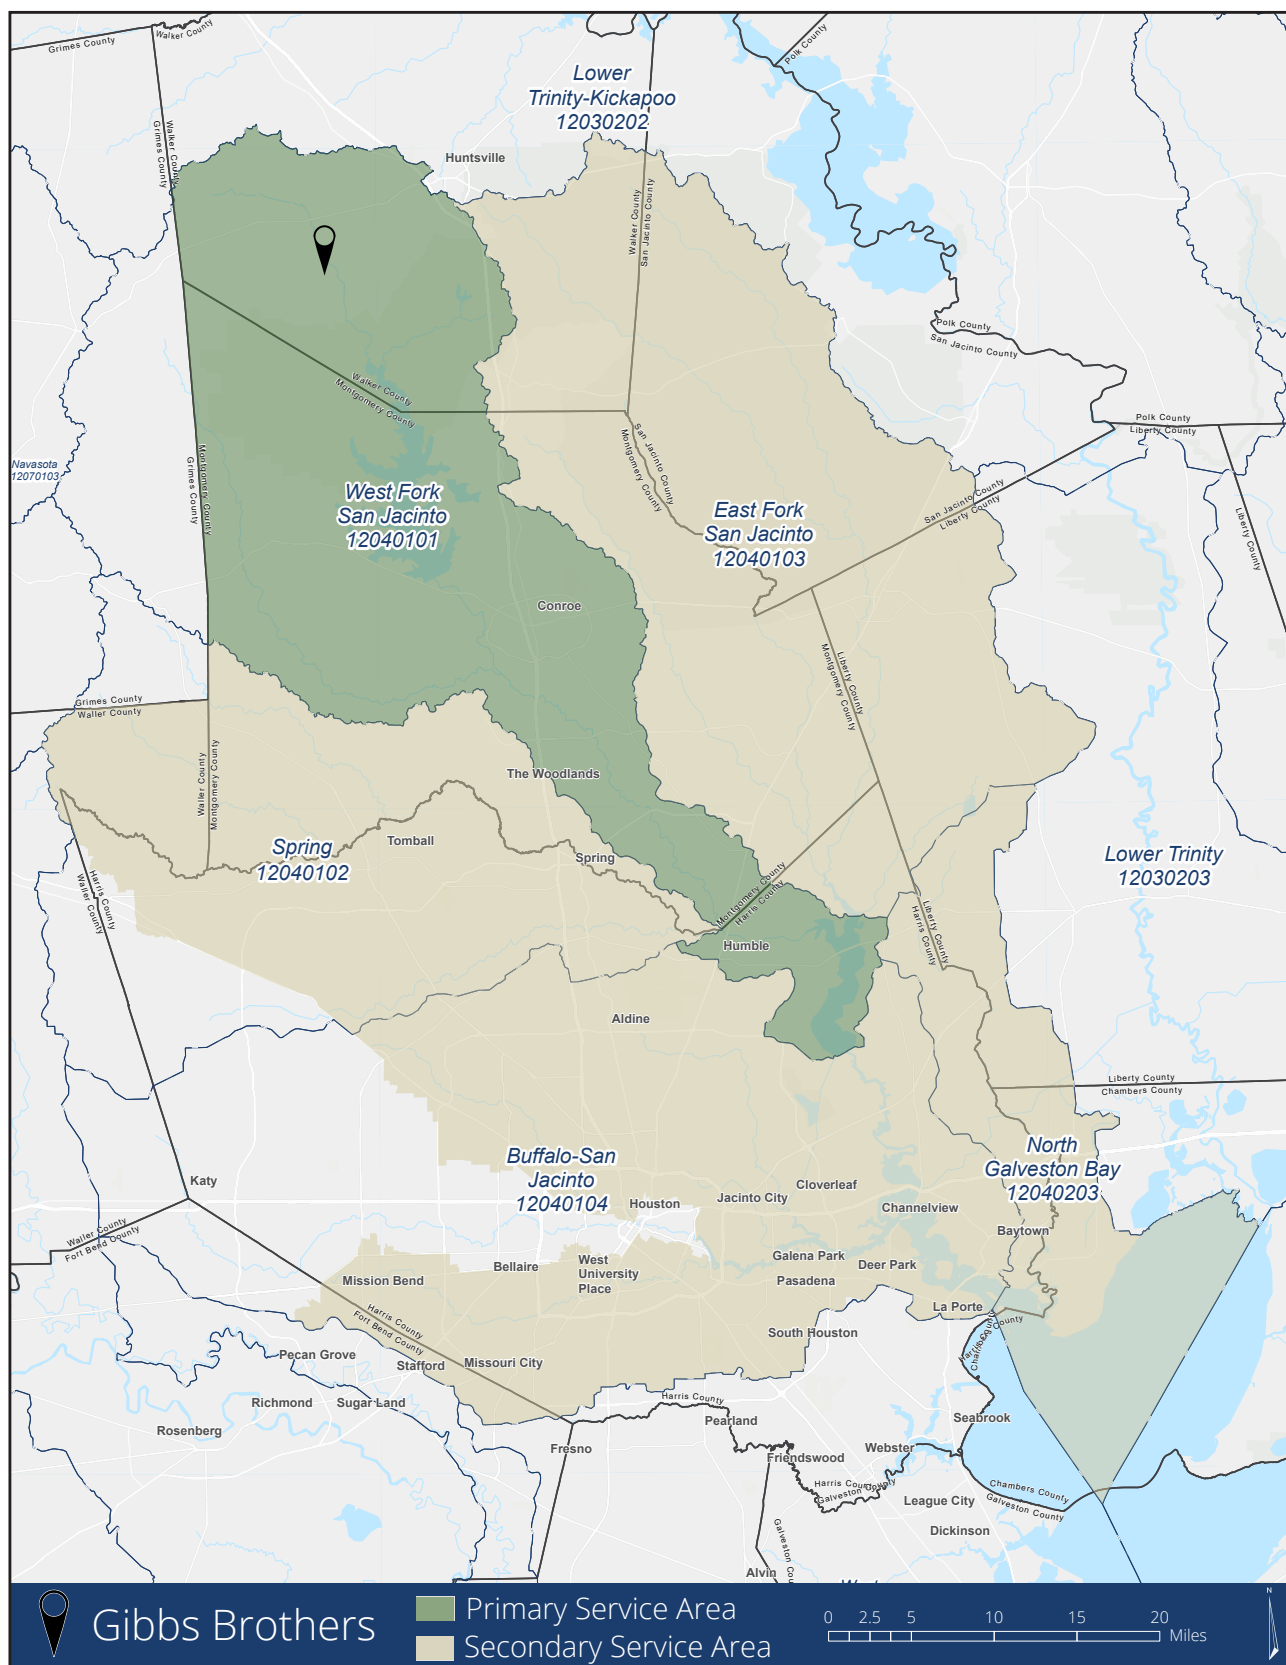 Grimes County
Walker County
Polk County
Lower
Trinity-Kickapoo
12030202
Walker County
Grimes County
Huntsville
Walker County
San Jacinto County
Polk County
San Jacinto County
Walker County
Montgomery County
Polk County
Liberty County
Navasota
12070103
Montgomery County
Grimes County
San Jacinto County
Montgomery County
West Fork
San Jacinto
12040101
East Fork
San Jacinto
12040103
San Jacinto County
Liberty County
Liberty County
Conroe
Grimes County
Waller County
Liberty County
Montgomery County
Waller County
Montgomery County
The Woodlands
Tomball
Spring
12040102
Spring
Lower Trinity
12030203
Harris County
Waller County
Montgomery County
Harris County
Liberty County
Harris County
Humble
Aldine
Liberty County
Chambers County
North
Galveston Bay
12040203
Buffalo-San
Jacinto
12040104
Katy
Cloverleaf
Jacinto City
Houston
Channelview
Baytown
Waller County
Fort Bend County
Galena Park
Deer Park
Bellaire
West
University
Place
Mission Bend
Pasadena
La Porte
Harris County
Fort Bend County
South Houston
Harris County
Pecan Grove
Stafford
Missouri City
Richmond
Sugar Land
Harris County
Rosenberg
Pearland
Seabrook
Fresno
Friendswood
Webster
Harris County
Galveston County
Chambers County
Galveston County
League City
Dickinson
Alvin
N
Gibbs Brothers
Primary Service Area
Secondary Service Area
0 2.5 5 10 15 20
Miles